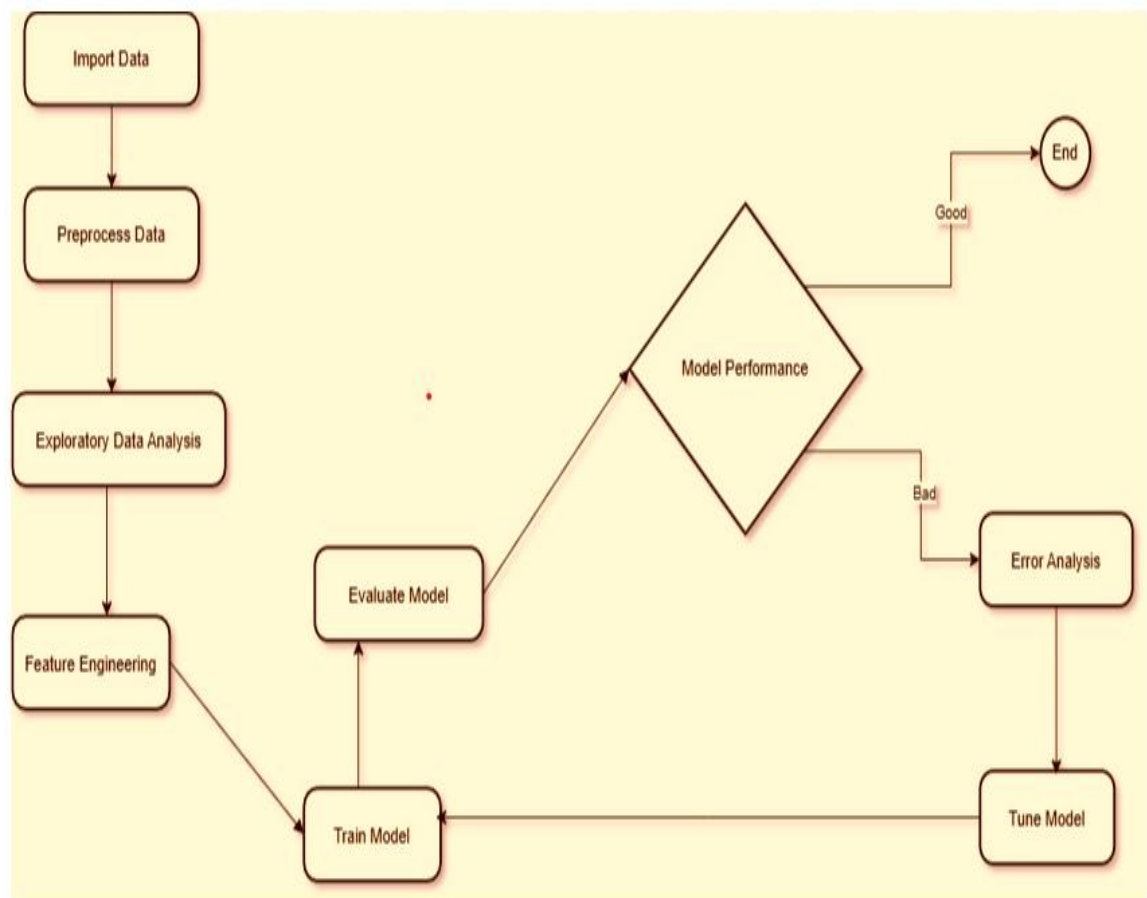 Import Data
Preprocess Data
Exploratory Data Analysis
Feature Engineering
Train Model
Evaluate Model
Model Performance
Good
End
Bad
Error Analysis
Tune Model